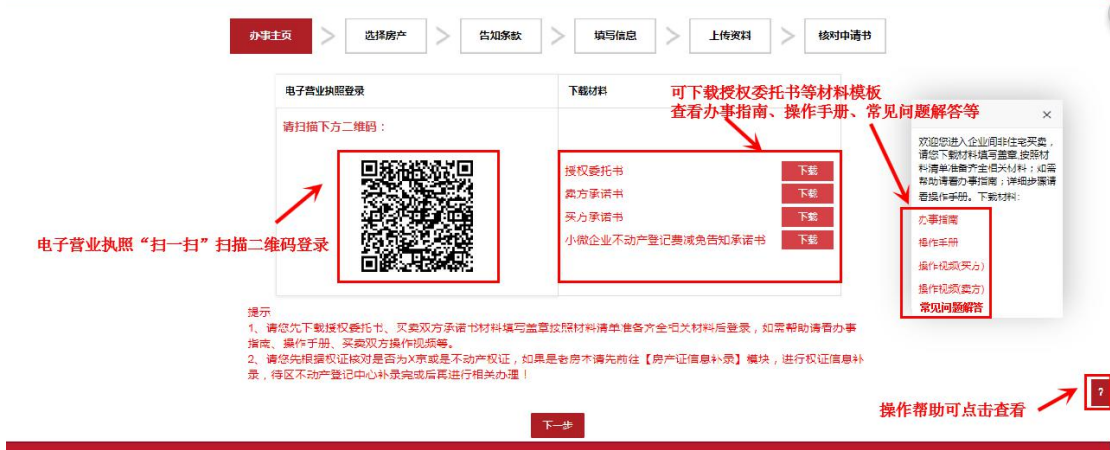 办事主页
选择房产
告知条款
填写信息
上传资料
核对申请书
电子营业执照登录
下载材料
可下载授权委托书等材料模板
查看办事指南、操作手册、常见问题解答等
请扫描下方二维码：
授权委托书 下载
卖方承诺书 下载
买方承诺书 下载
小微企业不动产登记费减免告知承诺书 下载
电子营业执照“扫一扫”扫描二维码登录
×
欢迎您进入企业间非住宅买卖，
请您下载材料填写盖章,按照材
料清单准备齐全相关材料；如需
帮助请看办事指南；详细步骤请
看操作手册。下载材料：
办事指南
操作手册
操作视频(买方)
操作视频(卖方)
常见问题解答
提示
1、请您先下载授权委托书、买卖双方承诺书材料填写盖章按照材料清单准备齐全相关材料后登录，如需帮助请看办事
指南、操作手册、买卖双方操作视频等。
2、请您先根据权证核对是否为X京或是不动产权证，如果是老房本请先前往【房产证信息补录】模块，进行权证信息补
录，待区不动产登记中心补录完成后再进行相关办理！
?
操作帮助可点击查看
下一步